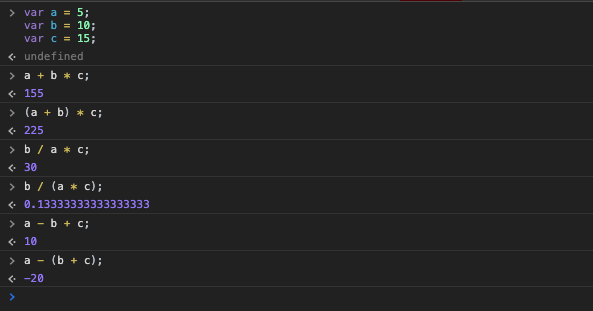 > var a = 5;
var b = 10;
var c = 15;
<· undefined
> a + b * c;
<· 155
> (a + b) * c;
<· 225
> b / a * c;
<· 30
> b / (a * c);
<· 0.13333333333333333
> a - b + c;
<· 10
> a - (b + c);
<· -20
>